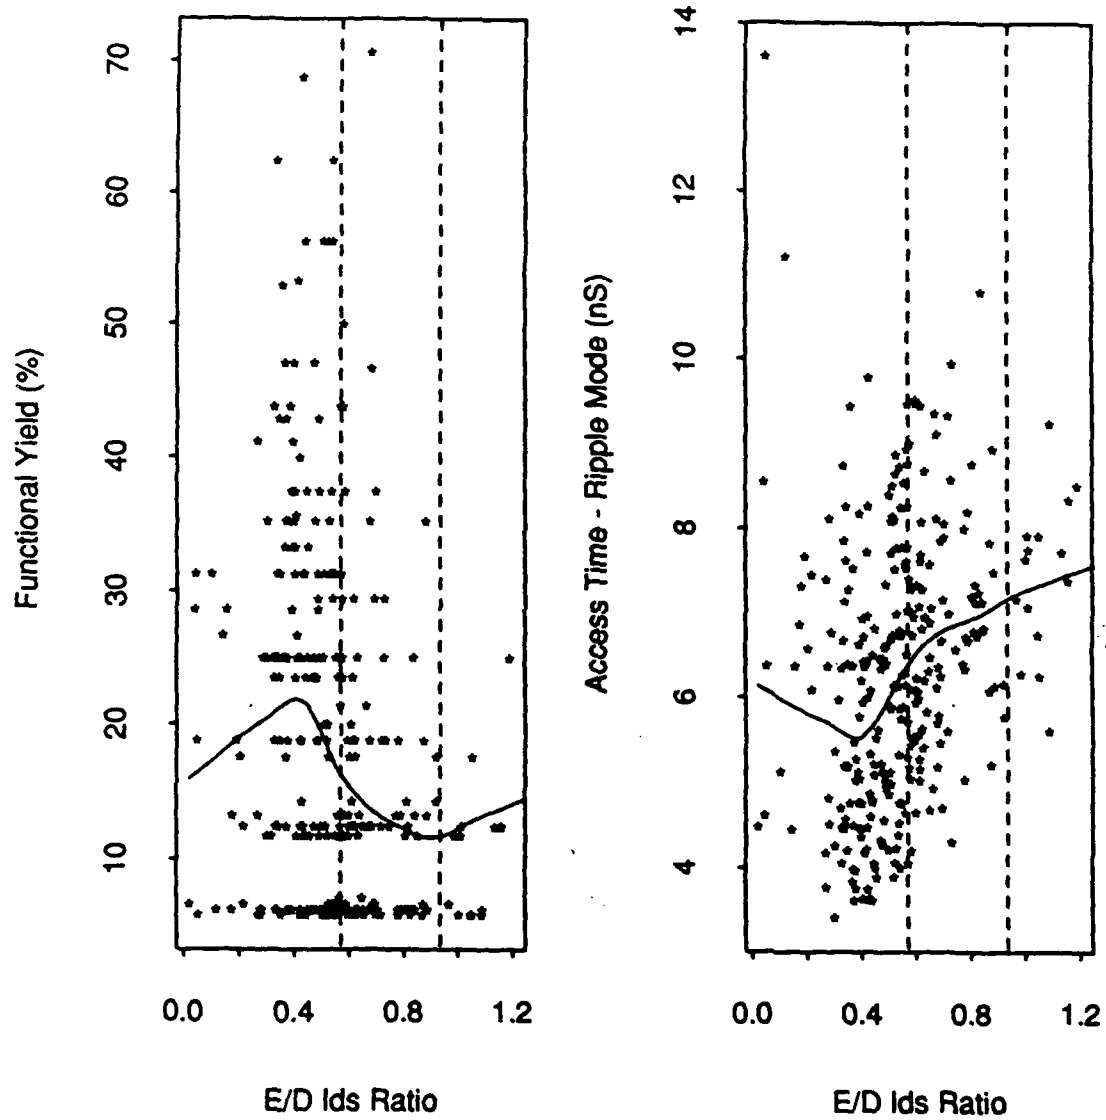 Functional Yield (%)
70
60
50
40
30
20
10
0.0 0.4 0.8 1.2
E/D Ids Ratio
Access Time - Ripple Mode (nS)
14
12
10
8
6
4
0.0 0.4 0.8 1.2
E/D Ids Ratio